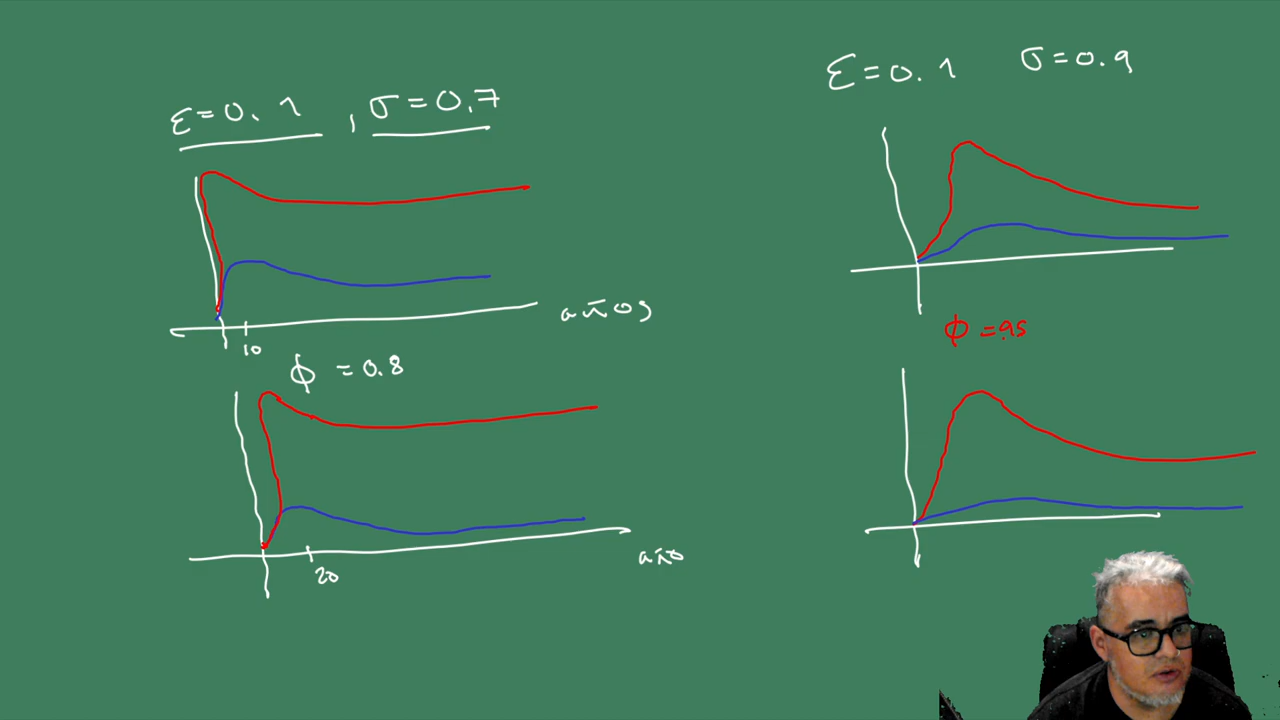 ε=0.1 , σ=0.7
años
10
ϕ = 0.8
año
20
ε=0.1 σ=0.9
ϕ =.95